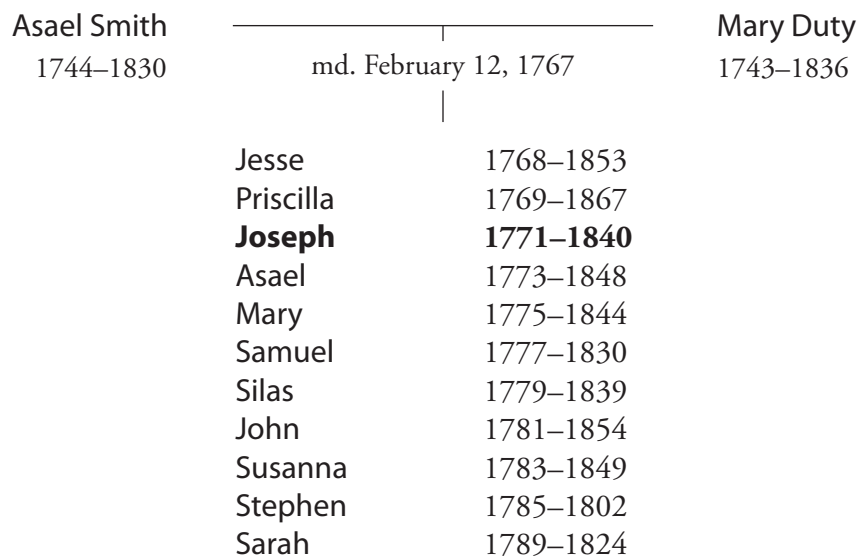 Asael Smith Mary Duty
1744–1830 md. February 12, 1767 1743–1836
Jesse 1768–1853
Priscilla 1769–1867
Joseph 1771–1840
Asael 1773–1848
Mary 1775–1844
Samuel 1777–1830
Silas 1779–1839
John 1781–1854
Susanna 1783–1849
Stephen 1785–1802
Sarah 1789–1824